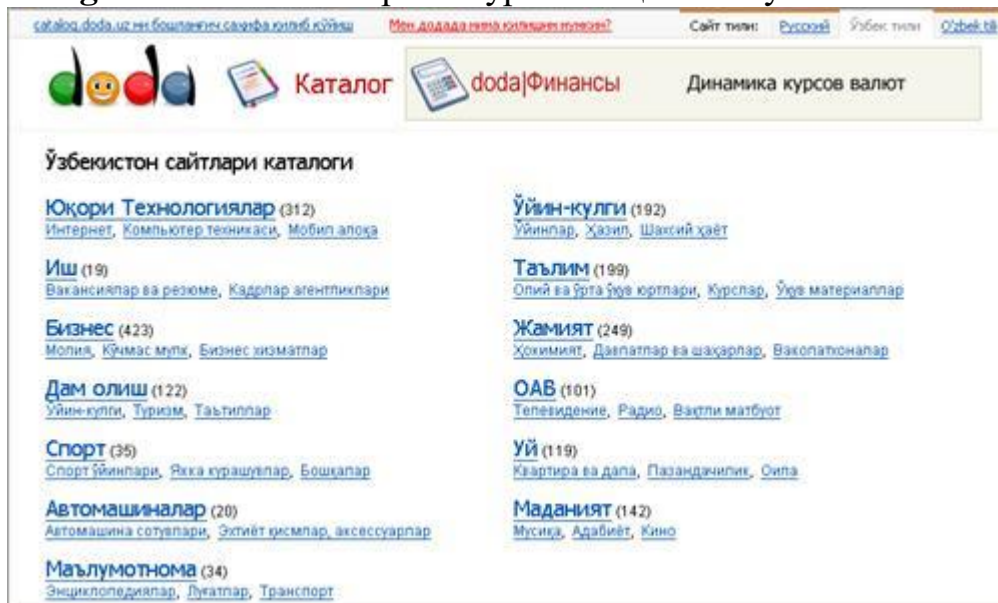 catalog.doda.uz ни бошланғич саҳифа қилиб қўйиш Мен додада нима қилишим мумкин? Сайт тили: Русский Ўзбек тили O'zbek tili
doda Каталог doda|Финансы Динамика курсов валют
Ўзбекистон сайтлари каталоги
Юқори Технологиялар (312)
Интернет, Компьютер техникаси, Мобил алоқа
Иш (19)
Вакансиялар ва резюме, Кадрлар агентликлари
Бизнес (423)
Молия, Кўчмас мулк, Бизнес хизматлар
Дам олиш (122)
Уйин-кулги, Туризм, Таътиллар
Спорт (35)
Спорт ўйинлари, Якка курашувлар, Бошқалар
Автомашиналар (20)
Автомашина сотувлари, Эхтиёт қисмлар, аксессуарлар
Маълумотнома (34)
Энциклопедиялар, Луғатлар, Транспорт
Ўйин-кулги (192)
Ўйинлар, Ҳазил, Шахсий ҳаёт
Таълим (199)
Олий ва ўрта ўқув юртлари, Курслар, Ўқув материаллар
Жамият (249)
Ҳокимият, Давлатлар ва шаҳарлар, Ваколатхоналар
ОАВ (101)
Телевидение, Радио, Вақтли матбуот
Уй (119)
Квартира ва дала, Пазандачилик, Оила
Маданият (142)
Мусиқа, Адабиёт, Кино